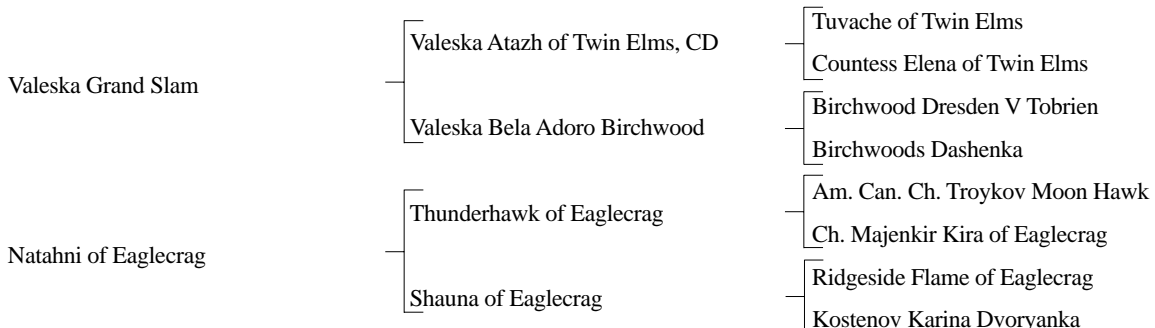 Tuvache of Twin Elms
Valeska Atazh of Twin Elms, CD
Countess Elena of Twin Elms
Valeska Grand Slam
Birchwood Dresden V Tobrien
Valeska Bela Adoro Birchwood
Birchwoods Dashenka
Am. Can. Ch. Troykov Moon Hawk
Thunderhawk of Eaglecrag
Ch. Majenkir Kira of Eaglecrag
Natahni of Eaglecrag
Ridgeside Flame of Eaglecrag
Shauna of Eaglecrag
Kostenov Karina Dvoryanka